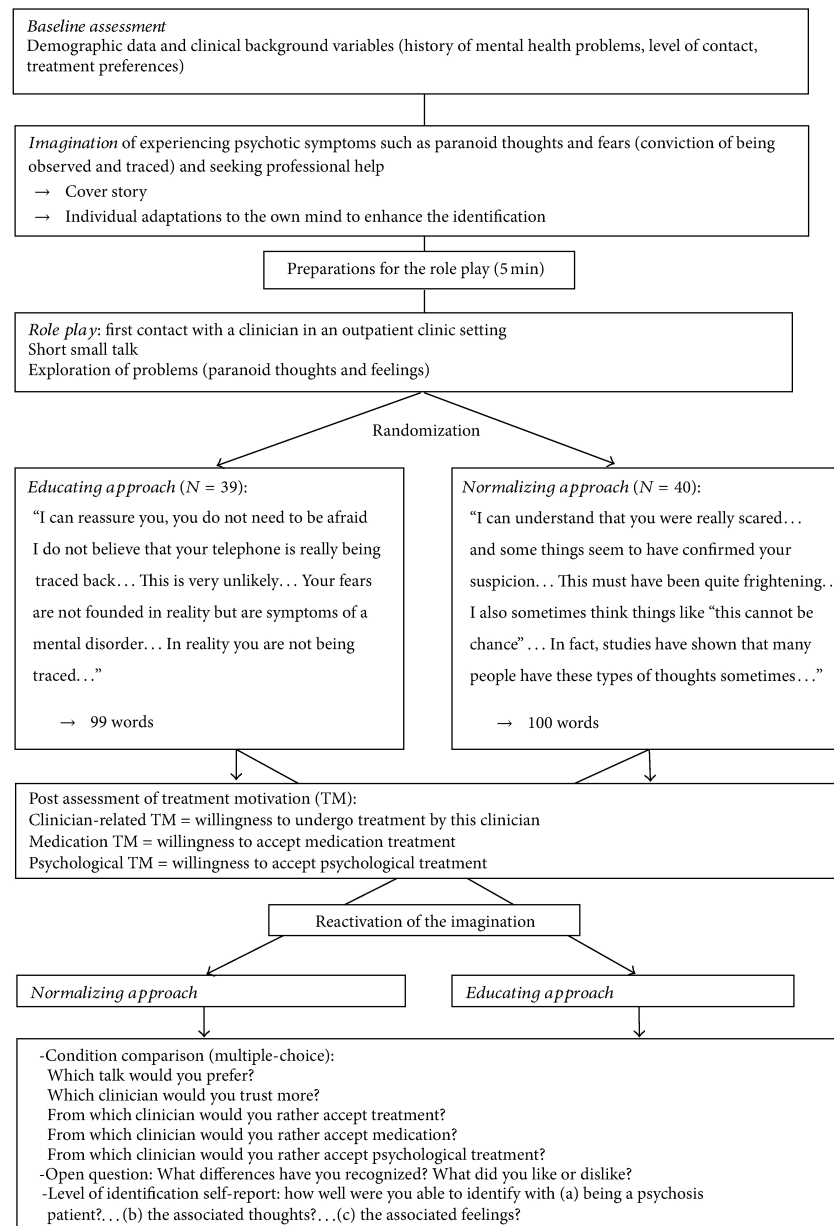 Baseline assessment
Demographic data and clinical background variables (history of mental health problems, level of contact,
treatment preferences)
Imagination of experiencing psychotic symptoms such as paranoid thoughts and fears (conviction of being
observed and traced) and seeking professional help
→ Cover story
→ Individual adaptations to the own mind to enhance the identification
Preparations for the role play (5 min)
Role play: first contact with a clinician in an outpatient clinic setting
Short small talk
Exploration of problems (paranoid thoughts and feelings)
Randomization
Educating approach (N = 39):
“I can reassure you, you do not need to be afraid
I do not believe that your telephone is really being
traced back… This is very unlikely… Your fears
are not founded in reality but are symptoms of a
mental disorder… In reality you are not being
traced…”
→ 99 words
Normalizing approach (N = 40):
“I can understand that you were really scared…
and some things seem to have confirmed your
suspicion… This must have been quite frightening..
I also sometimes think things like “this cannot be
chance”… In fact, studies have shown that many
people have these types of thoughts sometimes…”
→ 100 words
Post assessment of treatment motivation (TM):
Clinician-related TM = willingness to undergo treatment by this clinician
Medication TM = willingness to accept medication treatment
Psychological TM = willingness to accept psychological treatment
Reactivation of the imagination
Normalizing approach
Educating approach
-Condition comparison (multiple-choice):
Which talk would you prefer?
Which clinician would you trust more?
From which clinician would you rather accept treatment?
From which clinician would you rather accept medication?
From which clinician would you rather accept psychological treatment?
-Open question: What differences have you recognized? What did you like or dislike?
-Level of identification self-report: how well were you able to identify with (a) being a psychosis
patient?…(b) the associated thoughts?…(c) the associated feelings?